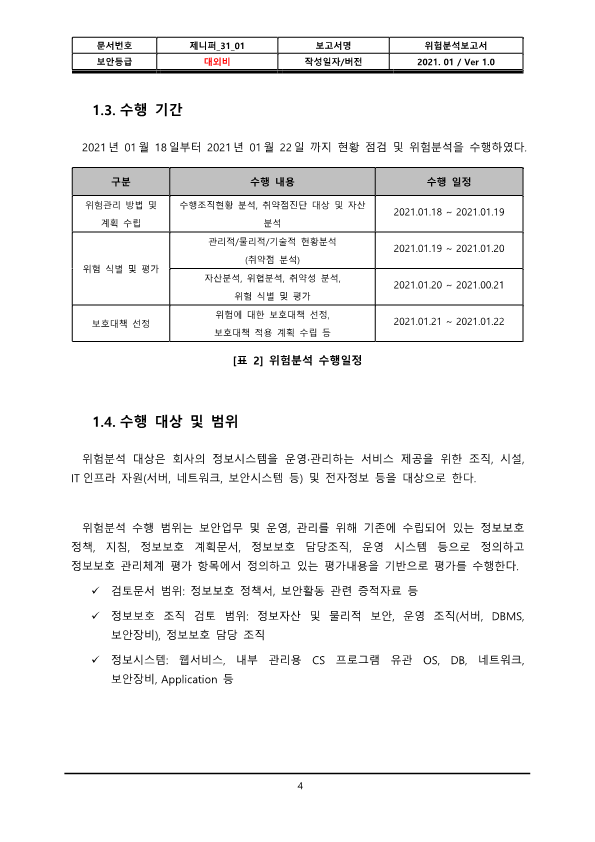 문서번호 제니퍼_31_01 보고서명 위험분석보고서
보안등급 대외비 작성일자/버전 2021. 01 / Ver 1.0
1.3. 수행 기간
2021년 01월 18일부터 2021년 01월 22일 까지 현황 점검 및 위험분석을 수행하였다.
구분 수행 내용 수행 일정
위험관리 방법 및
계획 수립
수행조직현황 분석, 취약점진단 대상 및 자산
분석
2021.01.18 ~ 2021.01.19
위험 식별 및 평가
관리적/물리적/기술적 현황분석
(취약점 분석)
2021.01.19 ~ 2021.01.20
자산분석, 위협분석, 취약성 분석,
위험 식별 및 평가
2021.01.20 ~ 2021.00.21
보호대책 선정
위험에 대한 보호대책 선정,
보호대책 적용 계획 수립 등
2021.01.21 ~ 2021.01.22
[표 2] 위험분석 수행일정
1.4. 수행 대상 및 범위
위험분석 대상은 회사의 정보시스템을 운영·관리하는 서비스 제공을 위한 조직, 시설,
IT 인프라 자원(서버, 네트워크, 보안시스템 등) 및 전자정보 등을 대상으로 한다.
위험분석 수행 범위는 보안업무 및 운영, 관리를 위해 기존에 수립되어 있는 정보보호
정책, 지침, 정보보호 계획문서, 정보보호 담당조직, 운영 시스템 등으로 정의하고
정보보호 관리체계 평가 항목에서 정의하고 있는 평가내용을 기반으로 평가를 수행한다.
✓ 검토문서 범위: 정보보호 정책서, 보안활동 관련 증적자료 등
✓ 정보보호 조직 검토 범위: 정보자산 및 물리적 보안, 운영 조직(서버, DBMS,
보안장비), 정보보호 담당 조직
✓ 정보시스템: 웹서비스, 내부 관리용 CS 프로그램 유관 OS, DB, 네트워크,
보안장비, Application 등
4